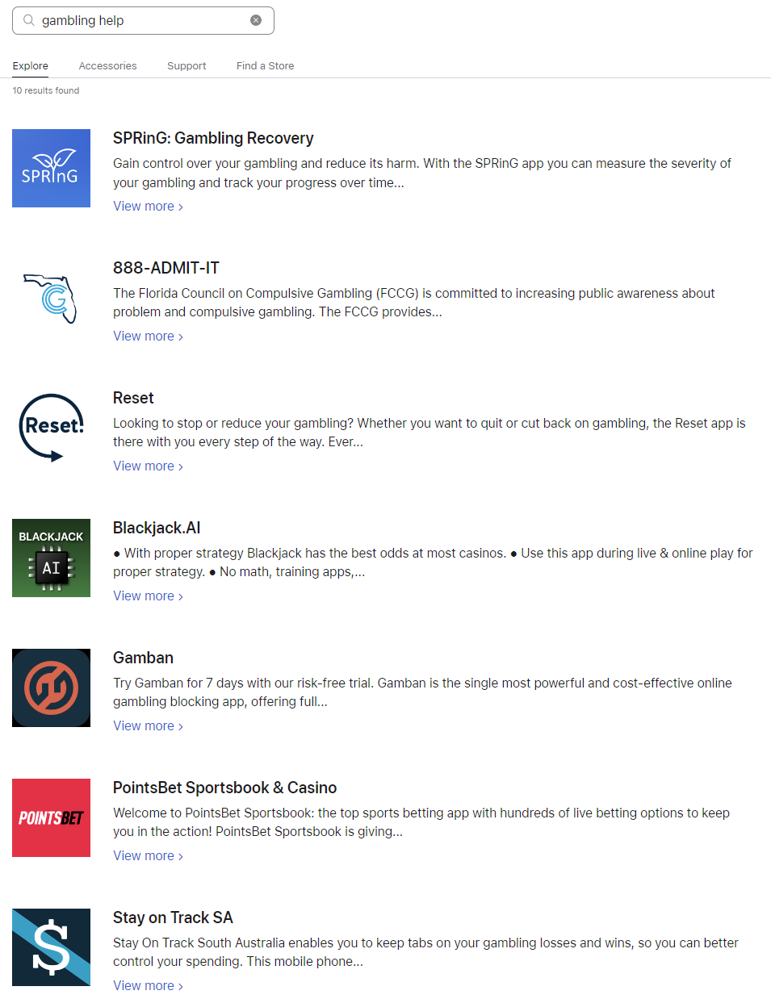 gambling help
Explore Accessories Support Find a Store
10 results found
SPRinG
SPRinG: Gambling Recovery
Gain control over your gambling and reduce its harm. With the SPRinG app you can measure the severity of
your gambling and track your progress over time...
View more ›
888-ADMIT-IT
The Florida Council on Compulsive Gambling (FCCG) is committed to increasing public awareness about
problem and compulsive gambling. The FCCG provides...
View more ›
Reset!
Reset
Looking to stop or reduce your gambling? Whether you want to quit or cut back on gambling, the Reset app is
there with you every step of the way. Ever...
View more ›
BLACKJACK
AI
Blackjack.AI
● With proper strategy Blackjack has the best odds at most casinos. ● Use this app during live & online play for
proper strategy. ● No math, training apps,...
View more ›
Gamban
Try Gamban for 7 days with our risk-free trial. Gamban is the single most powerful and cost-effective online
gambling blocking app, offering full...
View more ›
POINTSBET
PointsBet Sportsbook & Casino
Welcome to PointsBet Sportsbook: the top sports betting app with hundreds of live betting options to keep
you in the action! PointsBet Sportsbook is giving...
View more ›
$
Stay on Track SA
Stay On Track South Australia enables you to keep tabs on your gambling losses and wins, so you can better
control your spending. This mobile phone...
View more ›